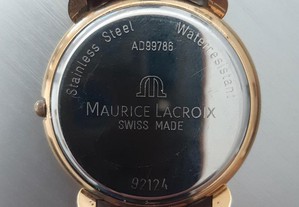 Stainless Steel Waterresistant
AD99786
MAURICE LACROIX
SWISS MADE
92124